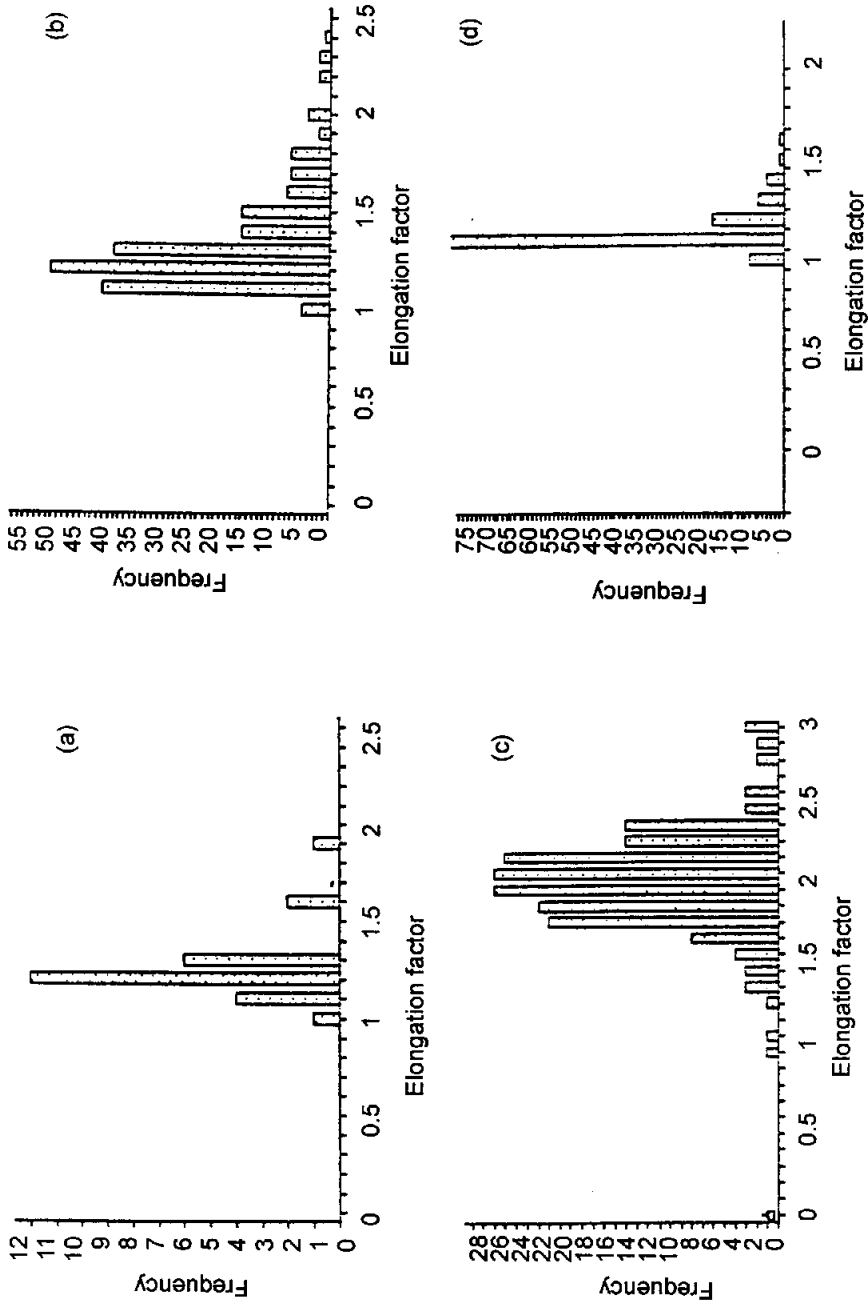 (a)
Frequency
12 10 8 6 4 2 1 0
0 0.5 1 1.5 2 2.5
Elongation factor
(b)
Frequency
55 50 45 40 35 30 25 20 15 10 5 0
0 0.5 1 1.5 2 2.5
Elongation factor
(c)
Frequency
28 26 24 22 20 18 16 14 12 10 8 6 4 2 0
0 0.5 1 1.5 2 2.5 3
Elongation factor
(d)
Frequency
75 70 65 60 55 50 45 40 35 30 25 20 15 10 5 0
0 0.5 1 1.5 2
Elongation factor